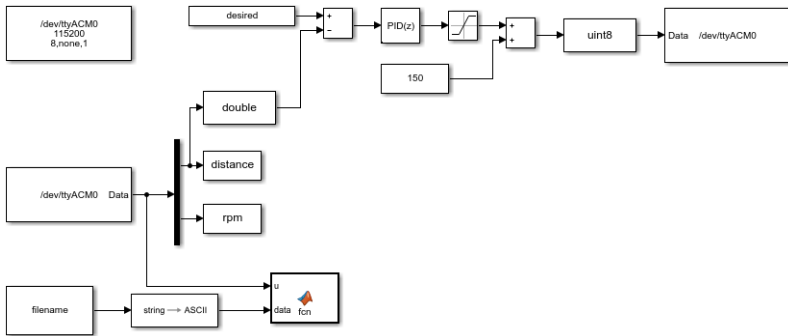 /dev/ttyACM0
115200
8,none,1
desired
+
−
PID(z)
+
+
uint8
Data /dev/ttyACM0
150
double
distance
/dev/ttyACM0 Data
rpm
u
data
fcn
filename
string → ASCII